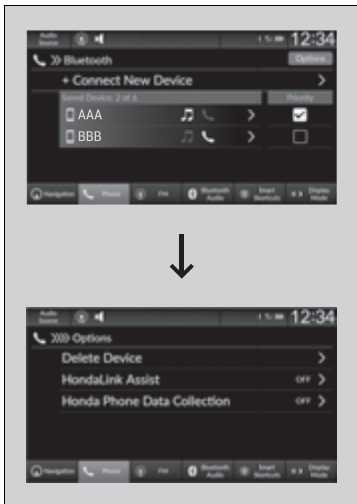 Audio Source
12:34
Bluetooth
Options
+ Connect New Device
Saved Device: 2 of 6
Priority
AAA
BBB
Navigation Phone FM Bluetooth Audio Smart Shortcuts Display Mode
Audio Source
12:34
Options
Delete Device
HondaLink Assist OFF
Honda Phone Data Collection OFF
Navigation Phone FM Bluetooth Audio Smart Shortcuts Display Mode